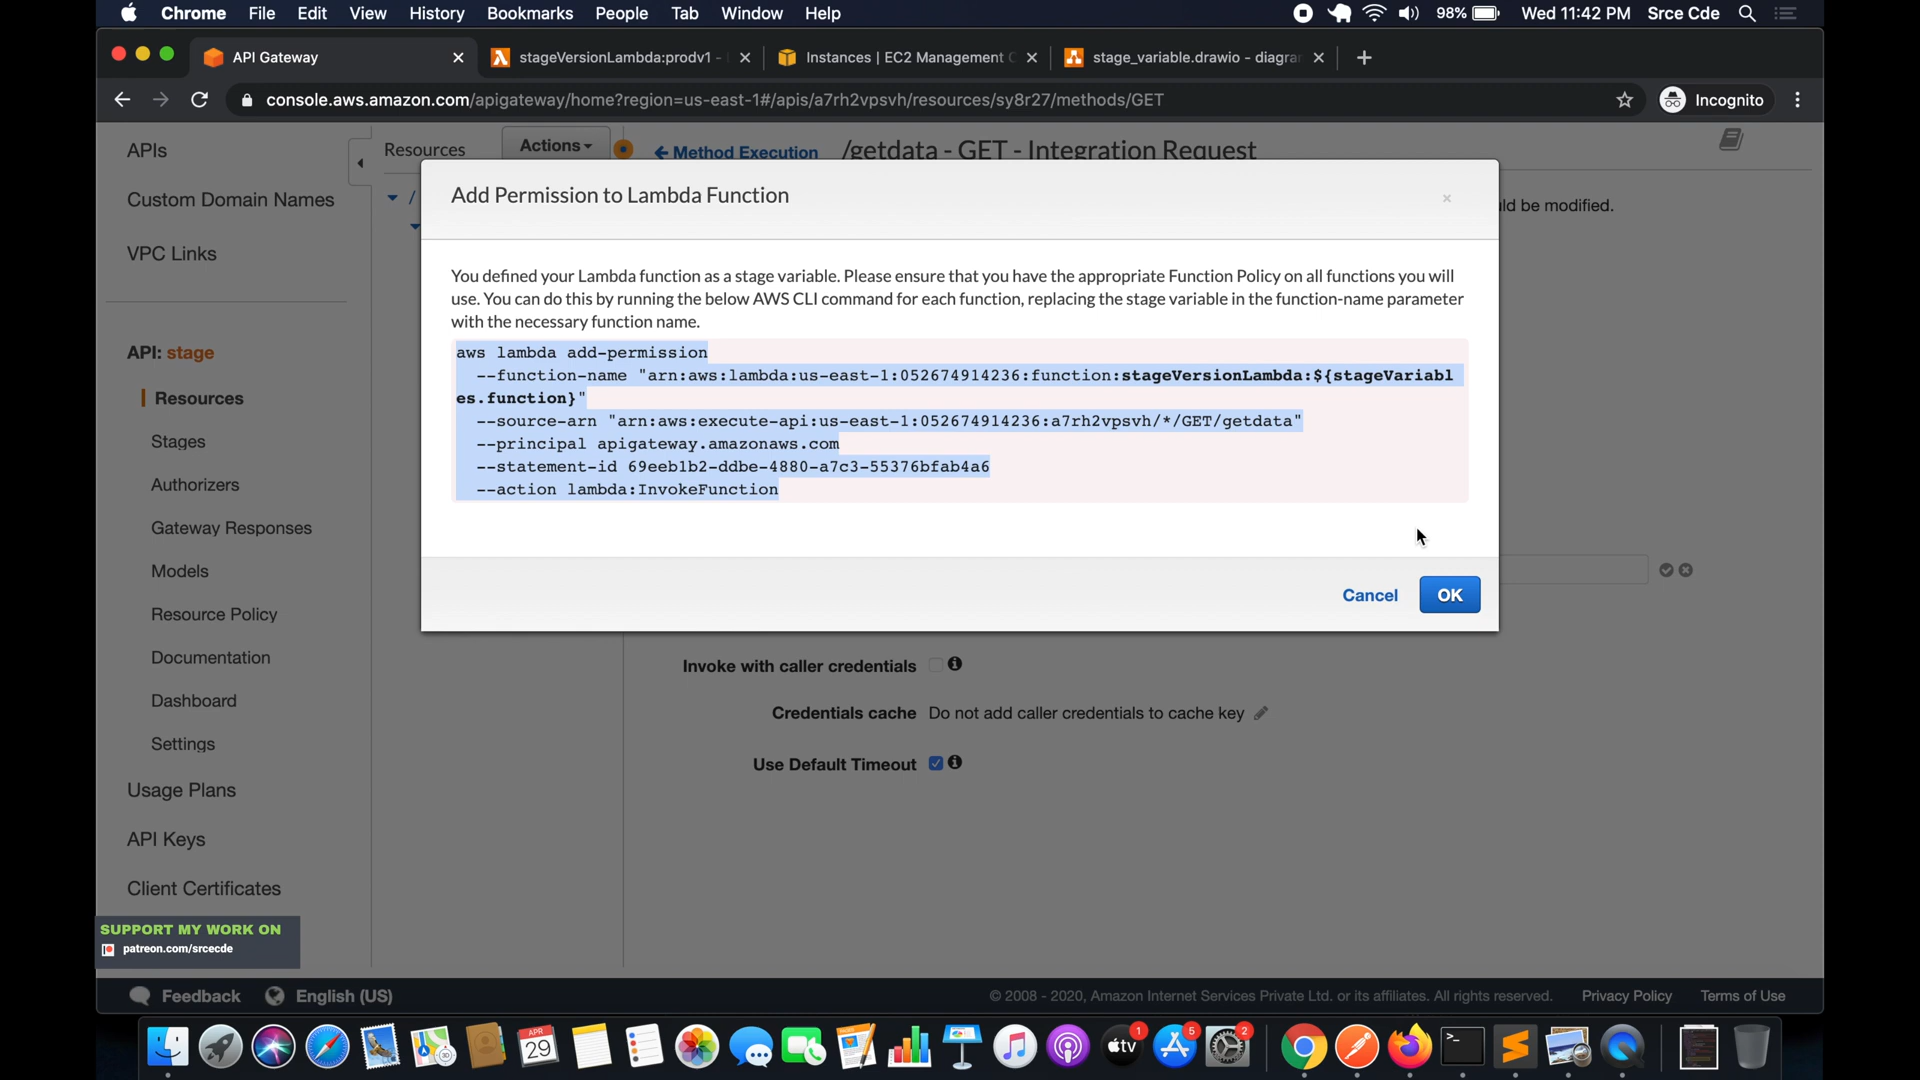 Chrome File Edit View History Bookmarks People Tab Window Help 98% Wed 11:42 PM Srce Cde
API Gateway stageVersionLambda:prodv1 - Instances | EC2 Management C stage_variable.drawio - diagra
console.aws.amazon.com/apigateway/home?region=us-east-1#/apis/a7rh2vpsvh/resources/sy8r27/methods/GET Incognito
APIs
Custom Domain Names
VPC Links
API: stage
Resources
Stages
Authorizers
Gateway Responses
Models
Resource Policy
Documentation
Dashboard
Settings
Usage Plans
API Keys
Client Certificates
Resources Actions
/
Method Execution /getdata - GET - Integration Request
ld be modified.
Add Permission to Lambda Function
You defined your Lambda function as a stage variable. Please ensure that you have the appropriate Function Policy on all functions you will
use. You can do this by running the below AWS CLI command for each function, replacing the stage variable in the function-name parameter
with the necessary function name.
aws lambda add-permission
--function-name "arn:aws:lambda:us-east-1:052674914236:function:stageVersionLambda:${stageVariabl
es.function}"
--source-arn "arn:aws:execute-api:us-east-1:052674914236:a7rh2vpsvh/*/GET/getdata"
--principal apigateway.amazonaws.com
--statement-id 69eeb1b2-ddbe-4880-a7c3-55376bfab4a6
--action lambda:InvokeFunction
Cancel OK
Invoke with caller credentials
Credentials cache Do not add caller credentials to cache key
Use Default Timeout
SUPPORT MY WORK ON
patreon.com/srcecde
Feedback English (US) © 2008 - 2020, Amazon Internet Services Private Ltd. or its affiliates. All rights reserved. Privacy Policy Terms of Use
APR
29
tv
1
5
2